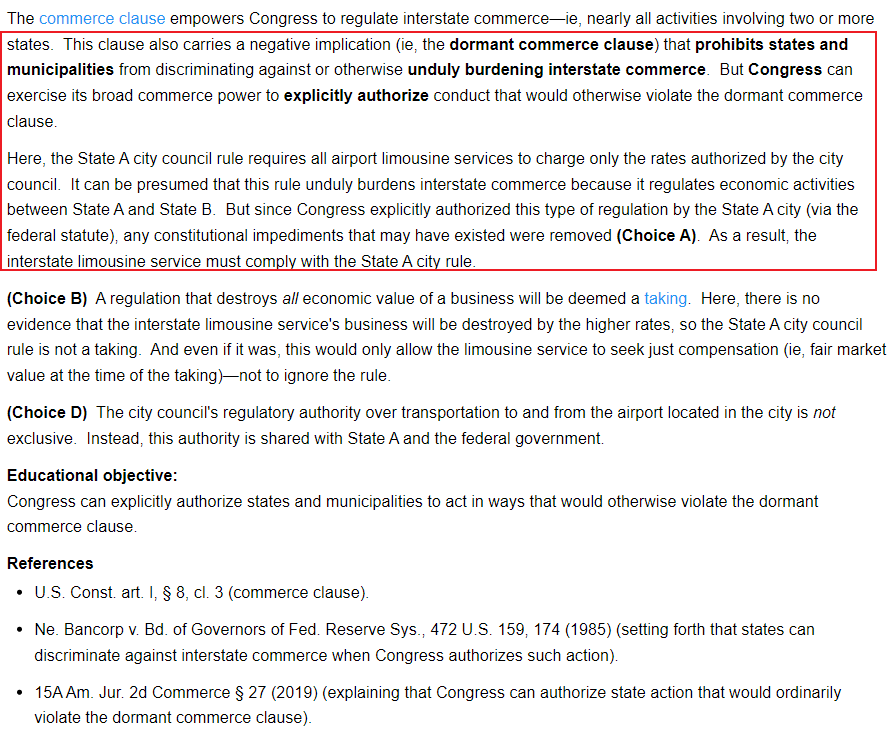 The commerce clause empowers Congress to regulate interstate commerce—ie, nearly all activities involving two or more
states. This clause also carries a negative implication (ie, the dormant commerce clause) that prohibits states and
municipalities from discriminating against or otherwise unduly burdening interstate commerce. But Congress can
exercise its broad commerce power to explicitly authorize conduct that would otherwise violate the dormant commerce
clause.
Here, the State A city council rule requires all airport limousine services to charge only the rates authorized by the city
council. It can be presumed that this rule unduly burdens interstate commerce because it regulates economic activities
between State A and State B. But since Congress explicitly authorized this type of regulation by the State A city (via the
federal statute), any constitutional impediments that may have existed were removed (Choice A). As a result, the
interstate limousine service must comply with the State A city rule.
(Choice B) A regulation that destroys all economic value of a business will be deemed a taking. Here, there is no
evidence that the interstate limousine service's business will be destroyed by the higher rates, so the State A city council
rule is not a taking. And even if it was, this would only allow the limousine service to seek just compensation (ie, fair market
value at the time of the taking)—not to ignore the rule.
(Choice D) The city council's regulatory authority over transportation to and from the airport located in the city is not
exclusive. Instead, this authority is shared with State A and the federal government.
Educational objective:
Congress can explicitly authorize states and municipalities to act in ways that would otherwise violate the dormant
commerce clause.
References
• U.S. Const. art. I, § 8, cl. 3 (commerce clause).
• Ne. Bancorp v. Bd. of Governors of Fed. Reserve Sys., 472 U.S. 159, 174 (1985) (setting forth that states can
discriminate against interstate commerce when Congress authorizes such action).
• 15A Am. Jur. 2d Commerce § 27 (2019) (explaining that Congress can authorize state action that would ordinarily
violate the dormant commerce clause).